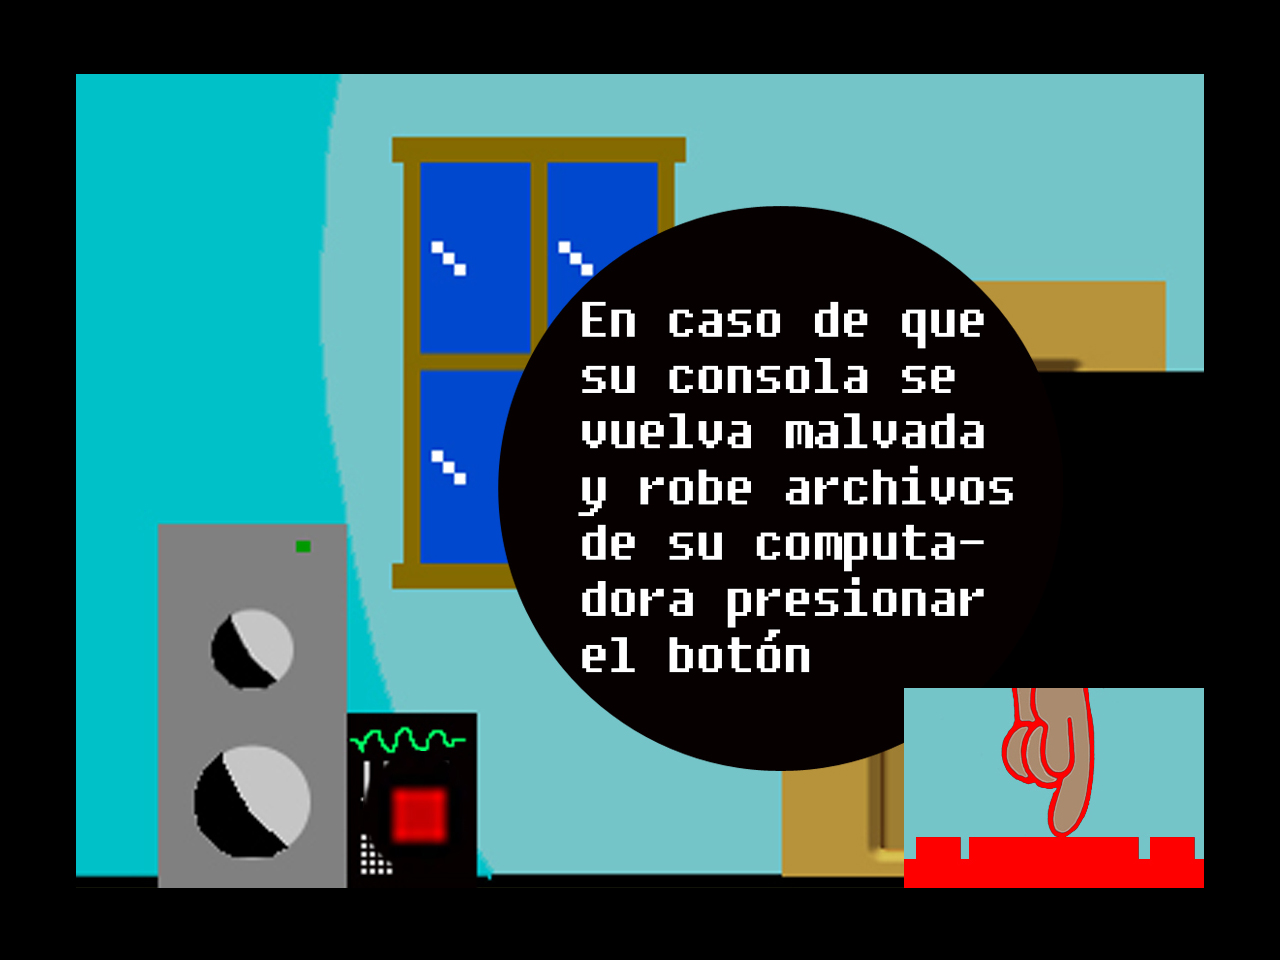 En caso de que
su consola se
vuelva malvada
y robe archivos
de su computa-
dora presionar
el botón